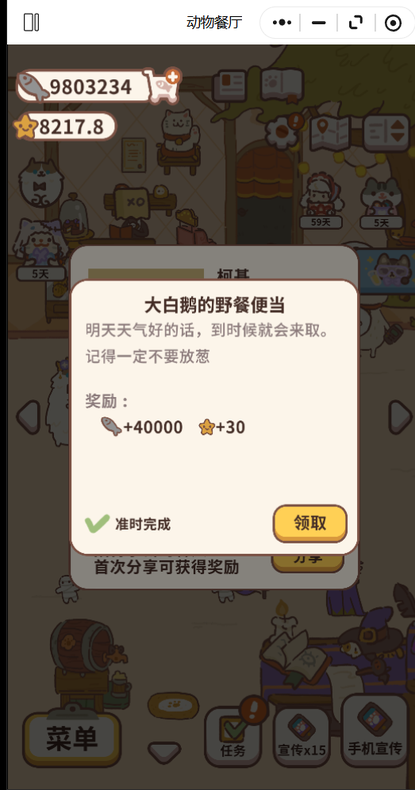 动物餐厅
9803234
8217.8
XO
59天
5天
5天
柯基
大白鹅的野餐便当
明天天气好的话，到时候就会来取。
记得一定不要放葱
奖励：
+40000 +30
准时完成
领取
分享
首次分享可获得奖励
菜单
任务
宣传x15
手机宣传